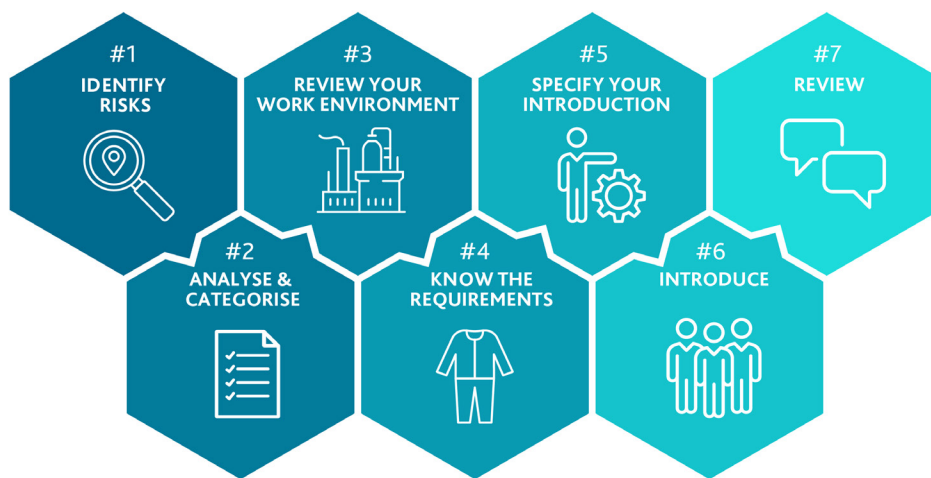 #1
IDENTIFY
RISKS
#2
ANALYSE &
CATEGORISE
#3
REVIEW YOUR
WORK ENVIRONMENT
#4
KNOW THE
REQUIREMENTS
#5
SPECIFY YOUR
INTRODUCTION
#6
INTRODUCE
#7
REVIEW